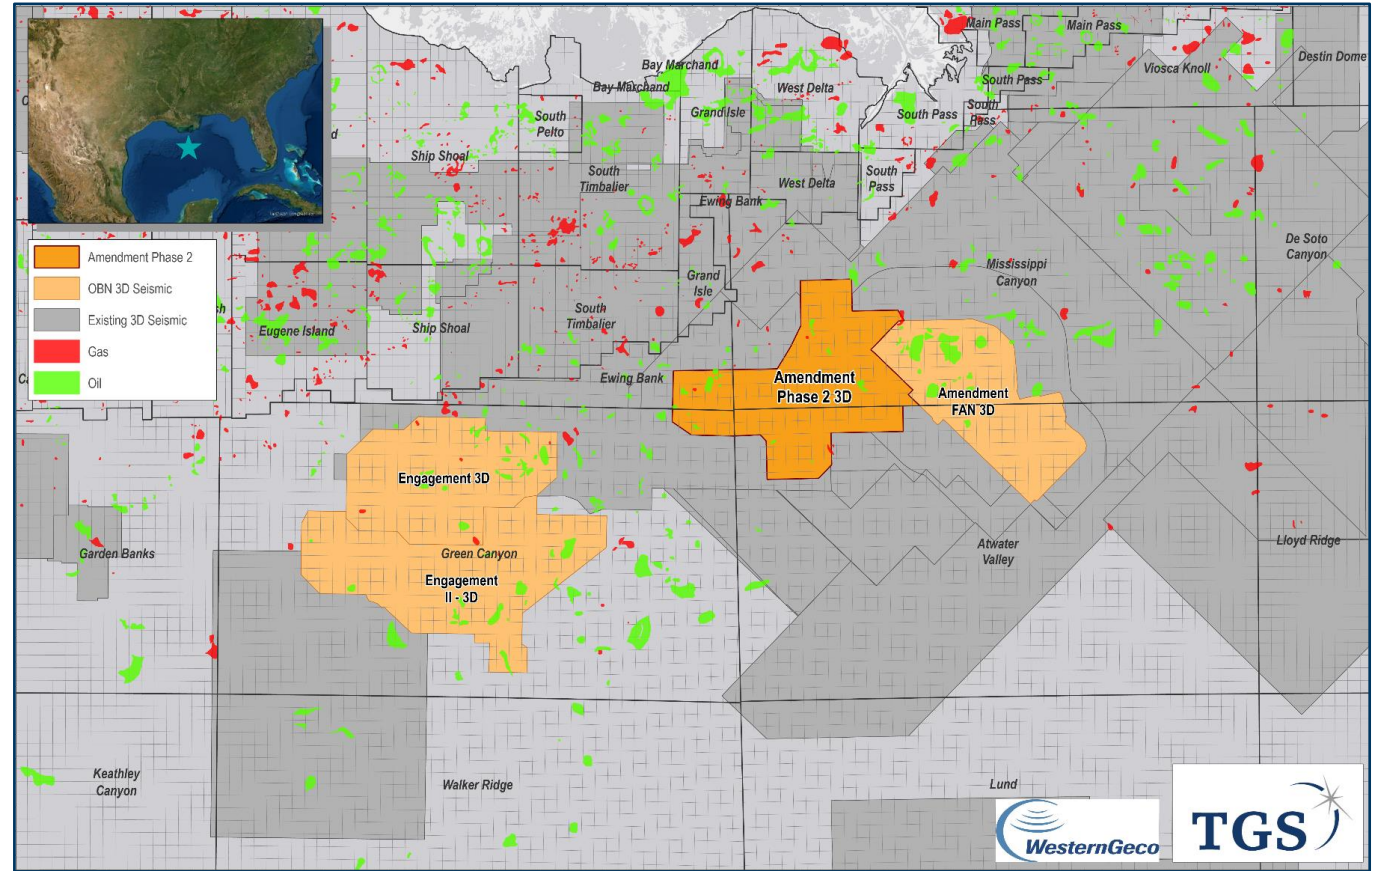 Main Pass
Main Pass
Destin Dome
Viosca Knoll
Bay Marchand
Bay Marchand
West Delta
South Pass
Grand Isle
South Pass
South
Pass
South
Pelto
Ship Shoal
South
Timbalier
West Delta
South
Pass
Ewing Bank
De Soto
Canyon
Mississippi
Canyon
Grand
Isle
Amendment Phase 2
OBN 3D Seismic
Existing 3D Seismic
Gas
Oil
Eugene Island
Ship Shoal
South
Timbalier
Ewing Bank
Amendment
Phase 2 3D
Amendment
FAN 3D
Engagement 3D
Garden Banks
Green Canyon
Engagement
II - 3D
Atwater
Valley
Lloyd Ridge
Keathley
Canyon
Walker Ridge
Lund
WesternGeco
TGS